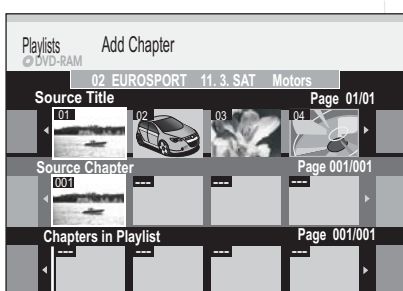 Playlists Add Chapter
DVD-RAM
02 EUROSPORT 11. 3. SAT Motors
Source Title Page 01/01
01 02 03 04
Source Chapter Page 001/001
001 --- --- ---
Chapters in Playlist Page 001/001
--- --- --- ---